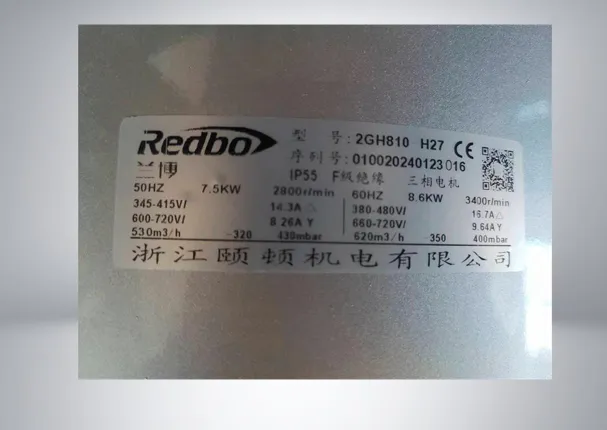 Redbo
兰博
型 号:2GH810 H27 CE
序列号:010020240123016
IP55 F级绝缘 三相电机
50HZ 7.5KW 2800r/min 60HZ 8.6KW 3400r/min
345-415V/ 14.3A△ 380-480V/ 16.7A△
600-720V/ 8.26A Y 660-720V/ 9.64A Y
530m3/h -320 430mbar 620m3/h 350 400mbar
浙江颐顿机电有限公司